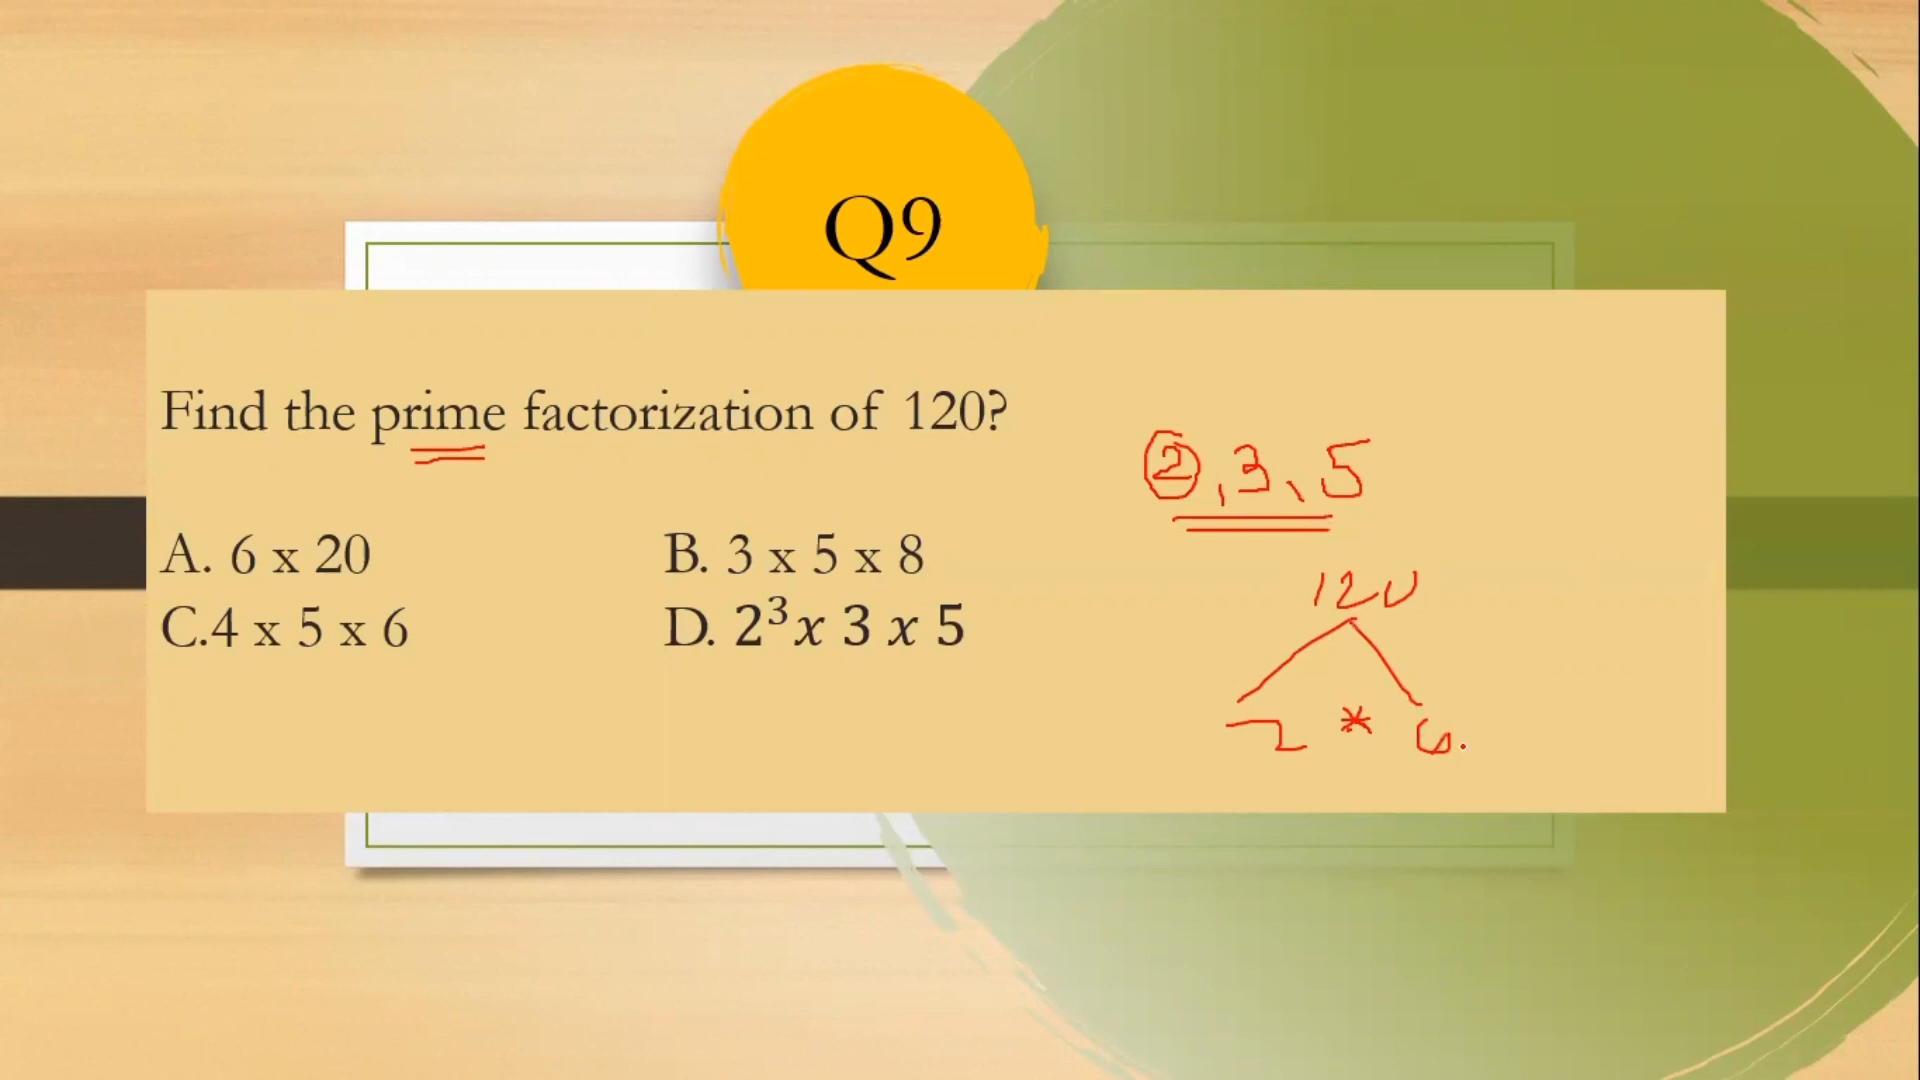 Q9
Find the prime factorization of 120?
2, 3, 5
A. 6 x 20 B. 3 x 5 x 8
C.4 x 5 x 6 D. 2³ x 3 x 5
120
2 * 6